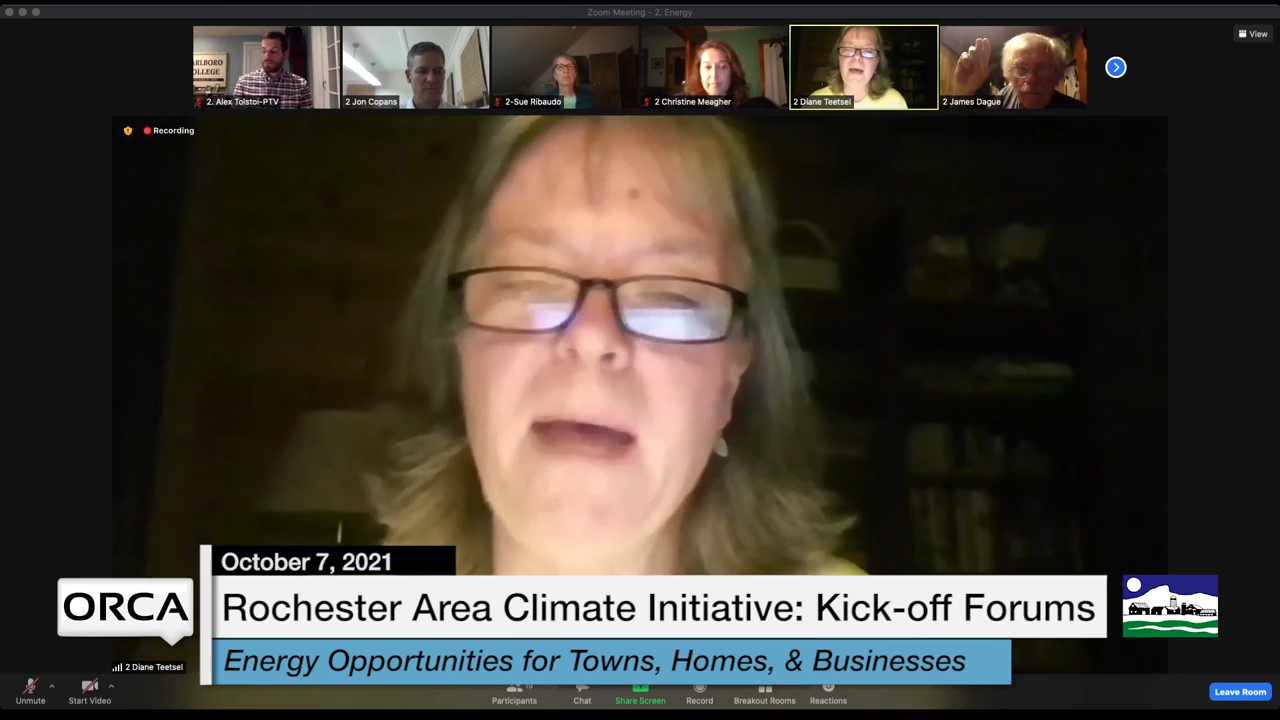 Zoom Meeting - 2. Energy
View
ARLBORO
COLLEGE
2. Alex Tolstoi-PTV
2 Jon Copans
2-Sue Ribaudo
2 Christine Meagher
2 Diane Teetsel
2 James Dague
Recording
October 7, 2021
ORCA
Rochester Area Climate Initiative: Kick-off Forums
Energy Opportunities for Towns, Homes, & Businesses
2 Diane Teetsel
Unmute
Start Video
Participants
Chat
Share Screen
Record
Breakout Rooms
Reactions
Leave Room